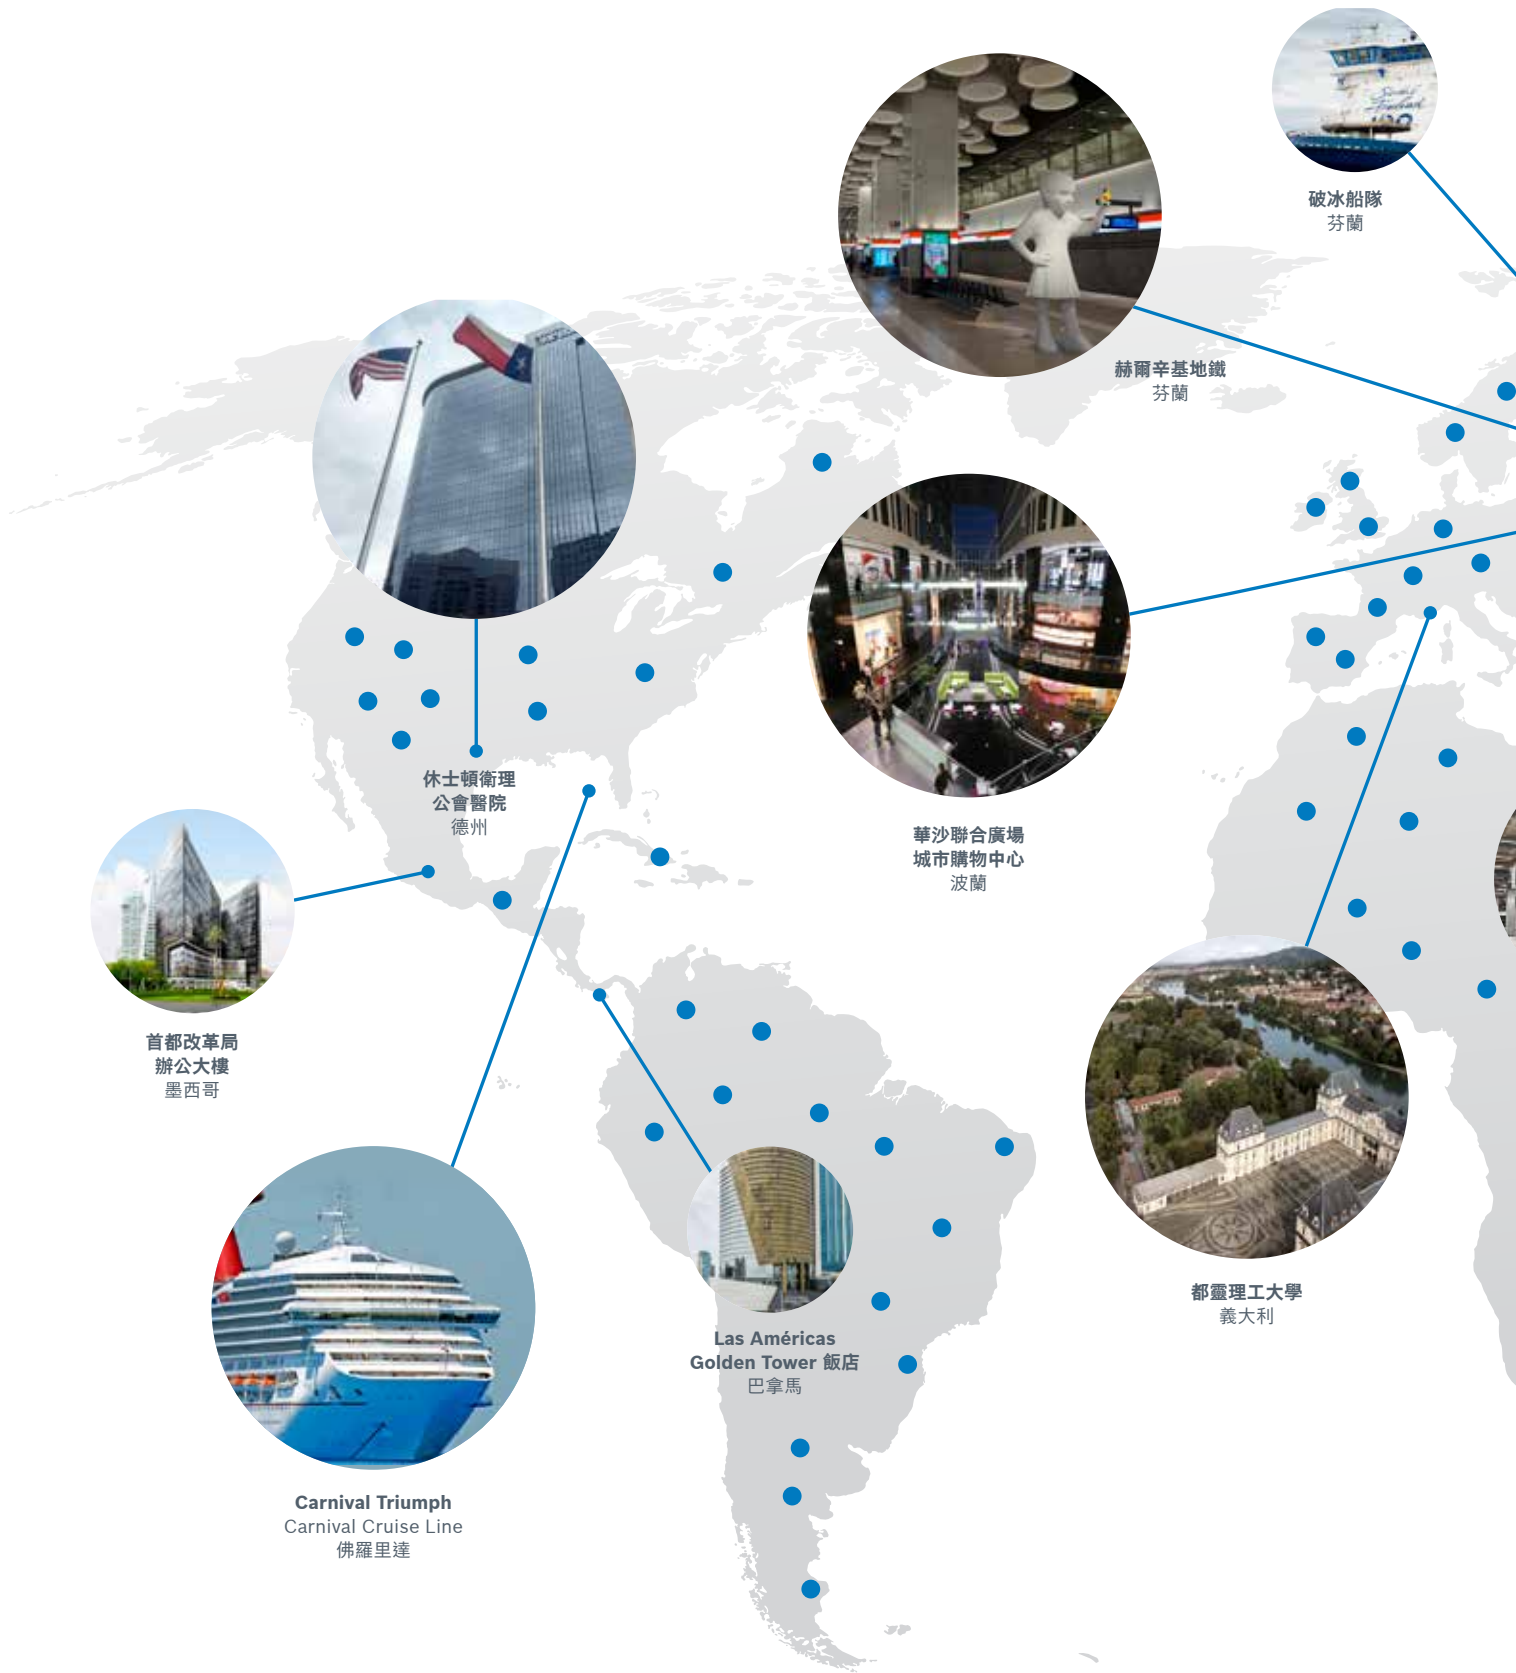 破冰船隊
芬蘭
赫爾辛基地鐵
芬蘭
休士頓衛理
公會醫院
德州
華沙聯合廣場
城市購物中心
波蘭
首都改革局
辦公大樓
墨西哥
都靈理工大學
義大利
Las Américas
Golden Tower 飯店
巴拿馬
Carnival Triumph
Carnival Cruise Line
佛羅里達